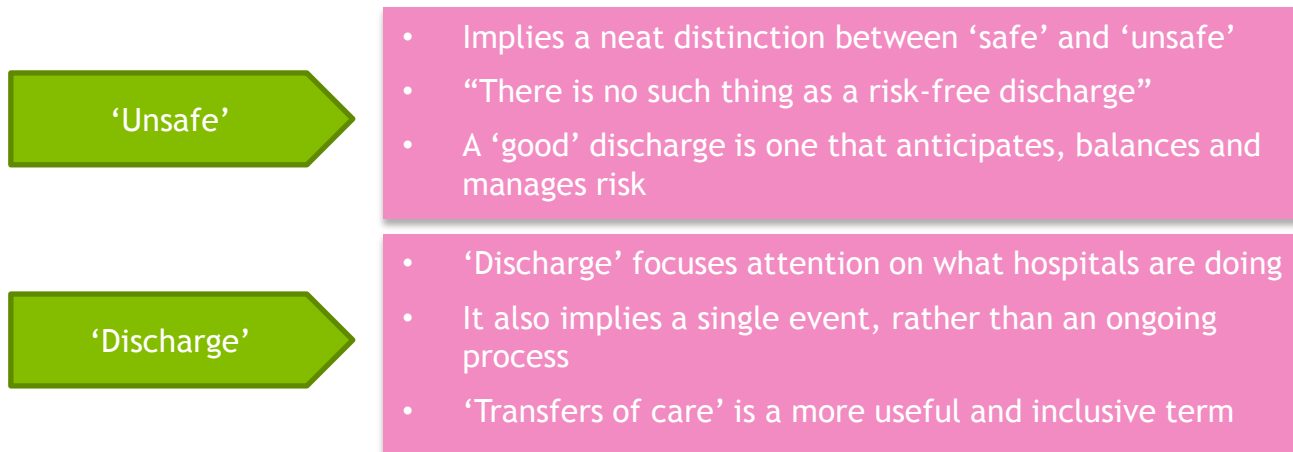 ‘Unsafe’
• Implies a neat distinction between ‘safe’ and ‘unsafe’
• “There is no such thing as a risk-free discharge”
• A ‘good’ discharge is one that anticipates, balances and
manages risk
‘Discharge’
• ‘Discharge’ focuses attention on what hospitals are doing
• It also implies a single event, rather than an ongoing
process
• ‘Transfers of care’ is a more useful and inclusive term